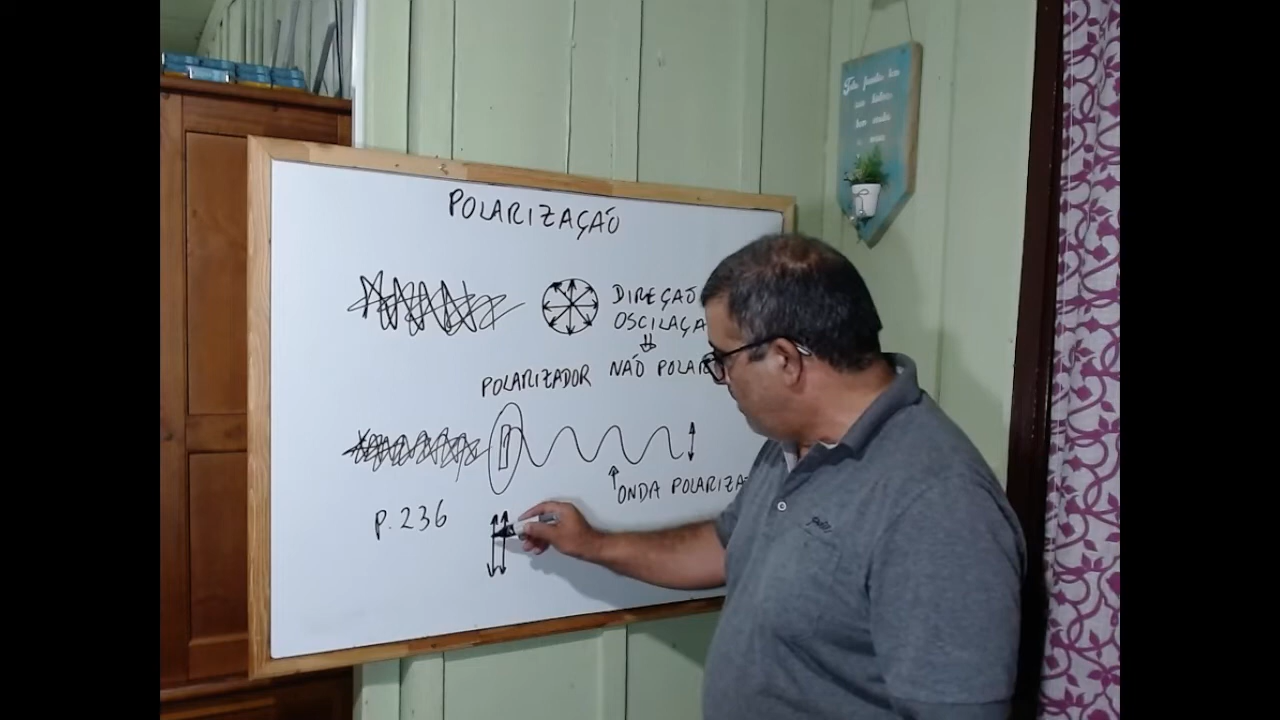 POLARIZAÇÃO
DIREÇÃO
OSCILAÇÃ
NÃO POLAR
POLARIZADOR
ONDA POLARIZA
p. 236